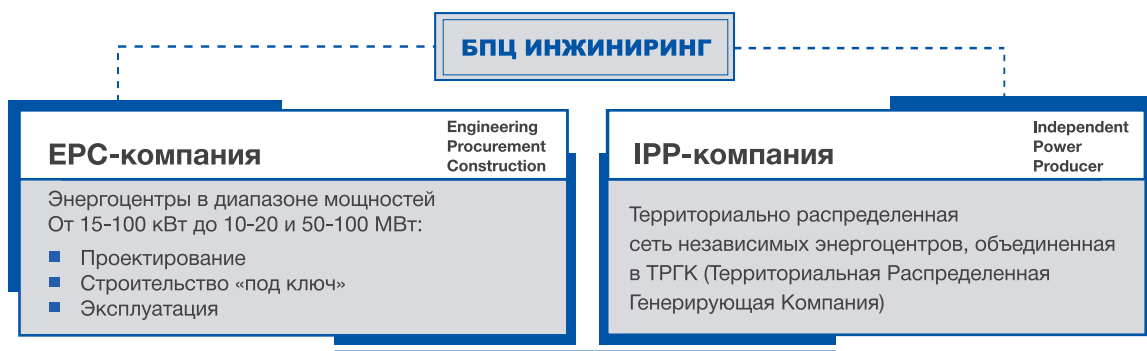 БПЦ ИНЖИНИРИНГ
EPC-компания
Engineering
Procurement
Construction
Энергоцентры в диапазоне мощностей
От 15-100 кВт до 10-20 и 50-100 МВт:
Проектирование
Строительство «под ключ»
Эксплуатация
IPP-компания
Independent
Power
Producer
Территориально распределенная
сеть независимых энергоцентров, объединенная
в ТРГК (Территориальная Распределенная
Генерирующая Компания)